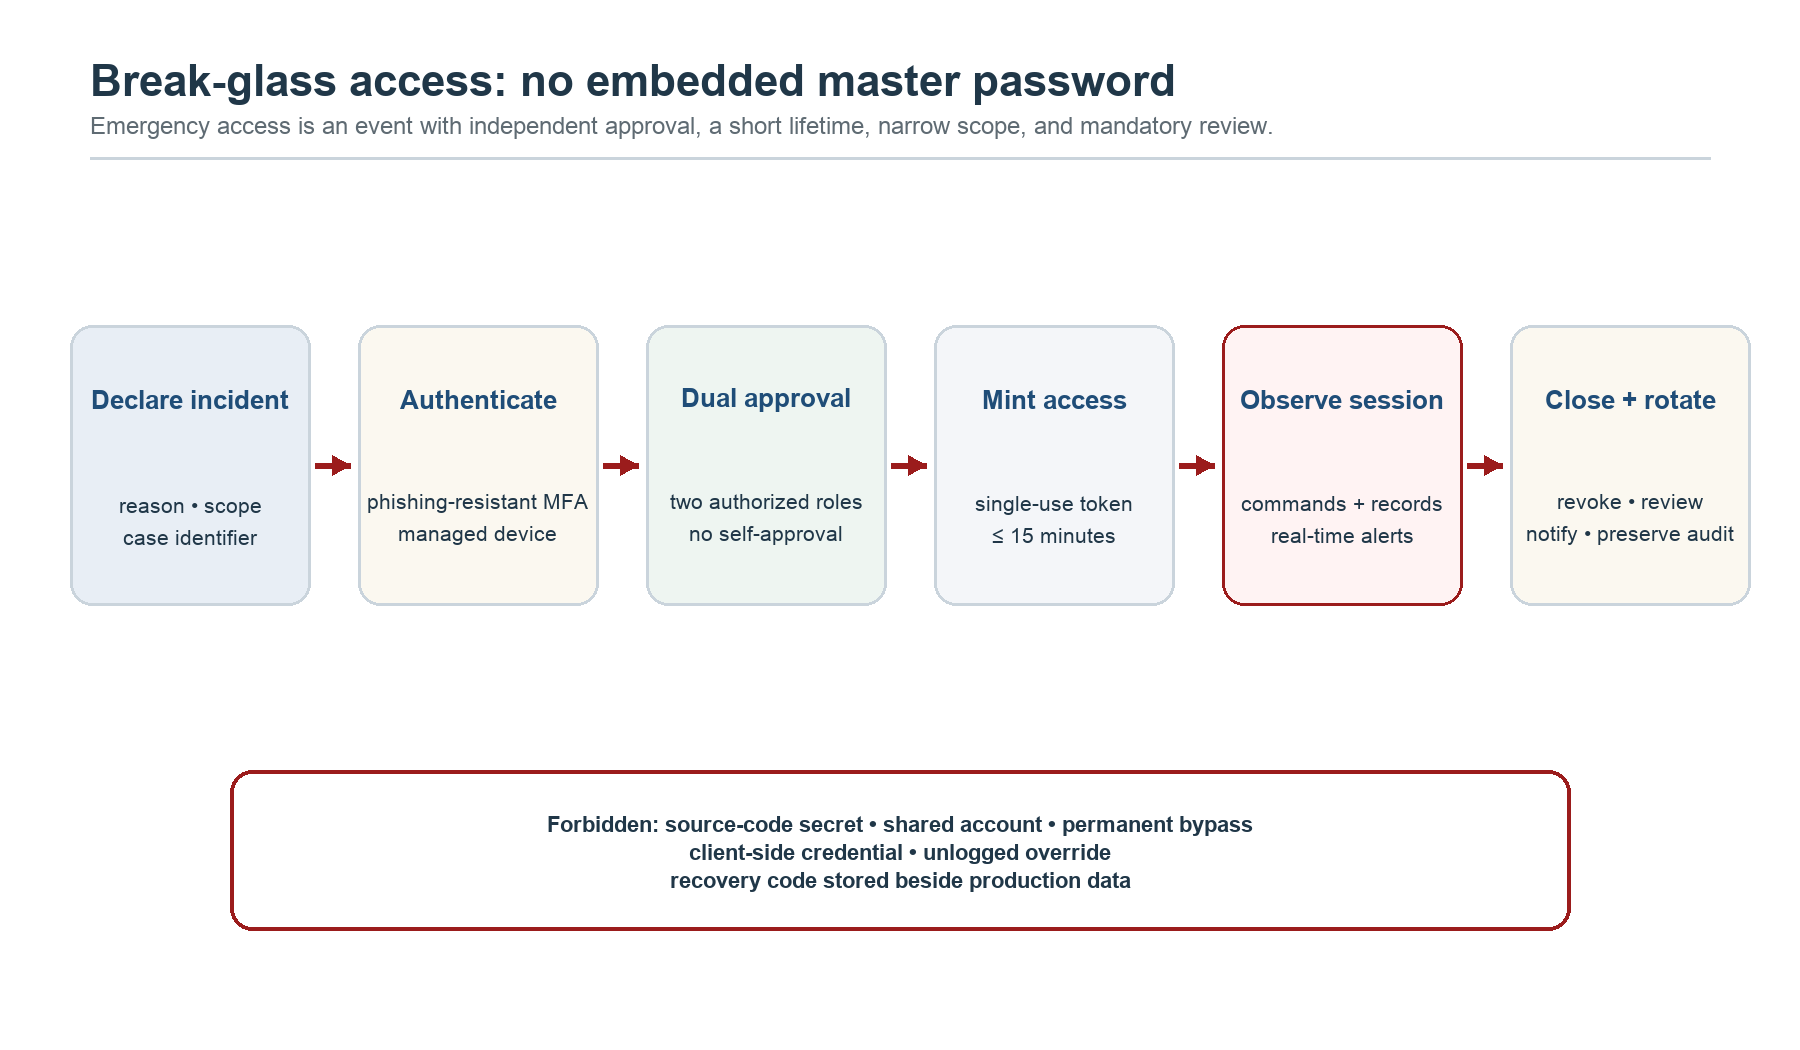 Break-glass access: no embedded master password
Emergency access is an event with independent approval, a short lifetime, narrow scope, and mandatory review.
Declare incident
reason • scope
case identifier
Authenticate
phishing-resistant MFA
managed device
Dual approval
two authorized roles
no self-approval
Mint access
single-use token
≤ 15 minutes
Observe session
commands + records
real-time alerts
Close + rotate
revoke • review
notify • preserve audit
Forbidden: source-code secret • shared account • permanent bypass
client-side credential • unlogged override
recovery code stored beside production data